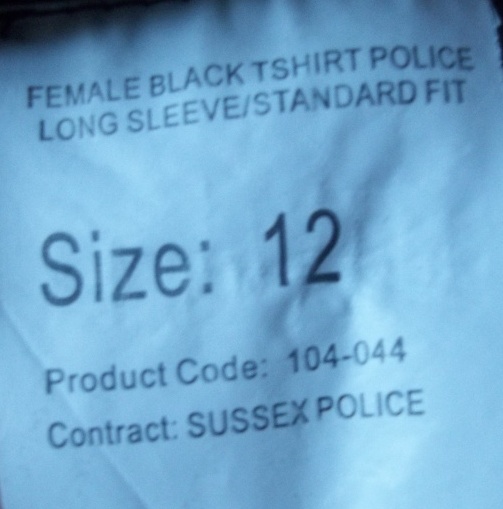 FEMALE BLACK TSHIRT POLICE
LONG SLEEVE/STANDARD FIT
Size: 12
Product Code: 104-044
Contract: SUSSEX POLICE